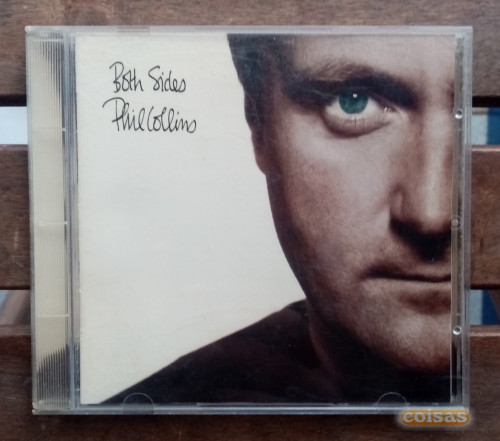 Both Sides
Phil Collins
coisas